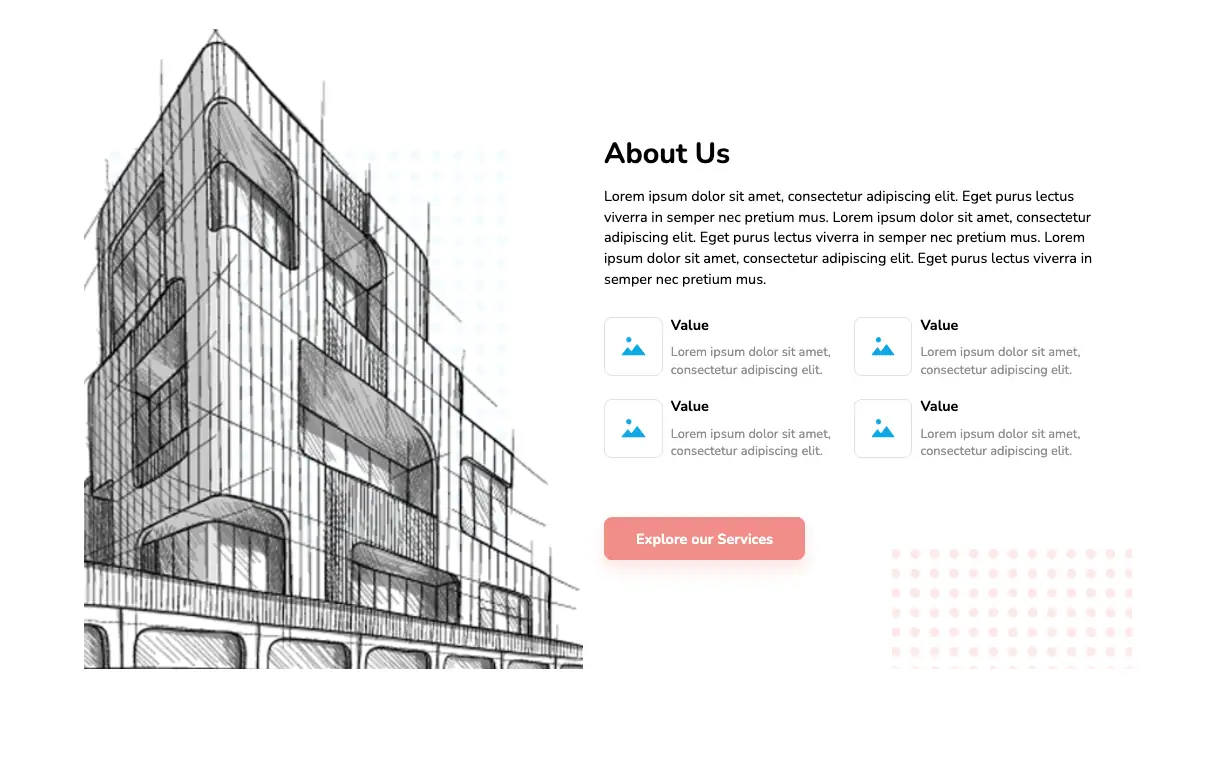 About Us
Lorem ipsum dolor sit amet, consectetur adipiscing elit. Eget purus lectus
viverra in semper nec pretium mus. Lorem ipsum dolor sit amet, consectetur
adipiscing elit. Eget purus lectus viverra in semper nec pretium mus. Lorem
ipsum dolor sit amet, consectetur adipiscing elit. Eget purus lectus viverra in
semper nec pretium mus.
Value
Lorem ipsum dolor sit amet,
consectetur adipiscing elit.
Value
Lorem ipsum dolor sit amet,
consectetur adipiscing elit.
Value
Lorem ipsum dolor sit amet,
consectetur adipiscing elit.
Value
Lorem ipsum dolor sit amet,
consectetur adipiscing elit.
Explore our Services